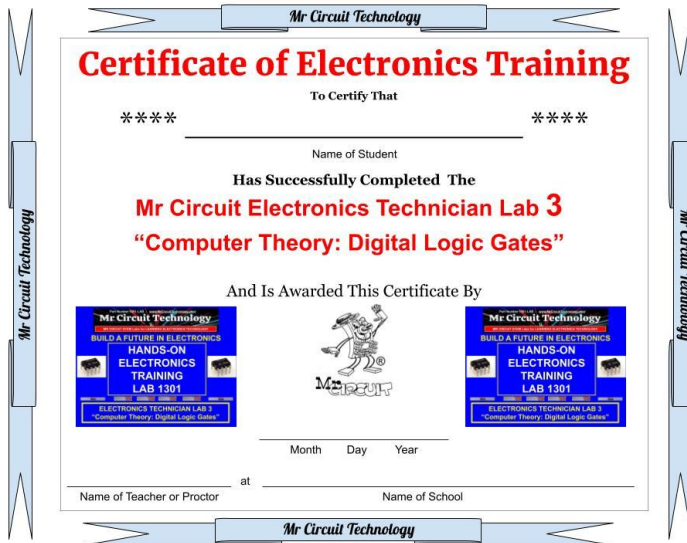 Mr Circuit Technology
Certificate of Electronics Training
To Certify That
**** ****
Name of Student
Has Successfully Completed The
Mr Circuit Electronics Technician Lab 3
“Computer Theory: Digital Logic Gates”
And Is Awarded This Certificate By
Mr Circuit Technology
BUILD A FUTURE IN ELECTRONICS
HANDS-ON
ELECTRONICS
TRAINING
LAB 1301
ELECTRONICS TECHNICIAN LAB 3
“Computer Theory: Digital Logic Gates”
Mr CIRCUIT
®
Mr Circuit Technology
BUILD A FUTURE IN ELECTRONICS
HANDS-ON
ELECTRONICS
TRAINING
LAB 1301
ELECTRONICS TECHNICIAN LAB 3
“Computer Theory: Digital Logic Gates”
Month Day Year
at
Name of Teacher or Proctor Name of School
Mr Circuit Technology
Mr Circuit Technology
Mr Circuit Technology